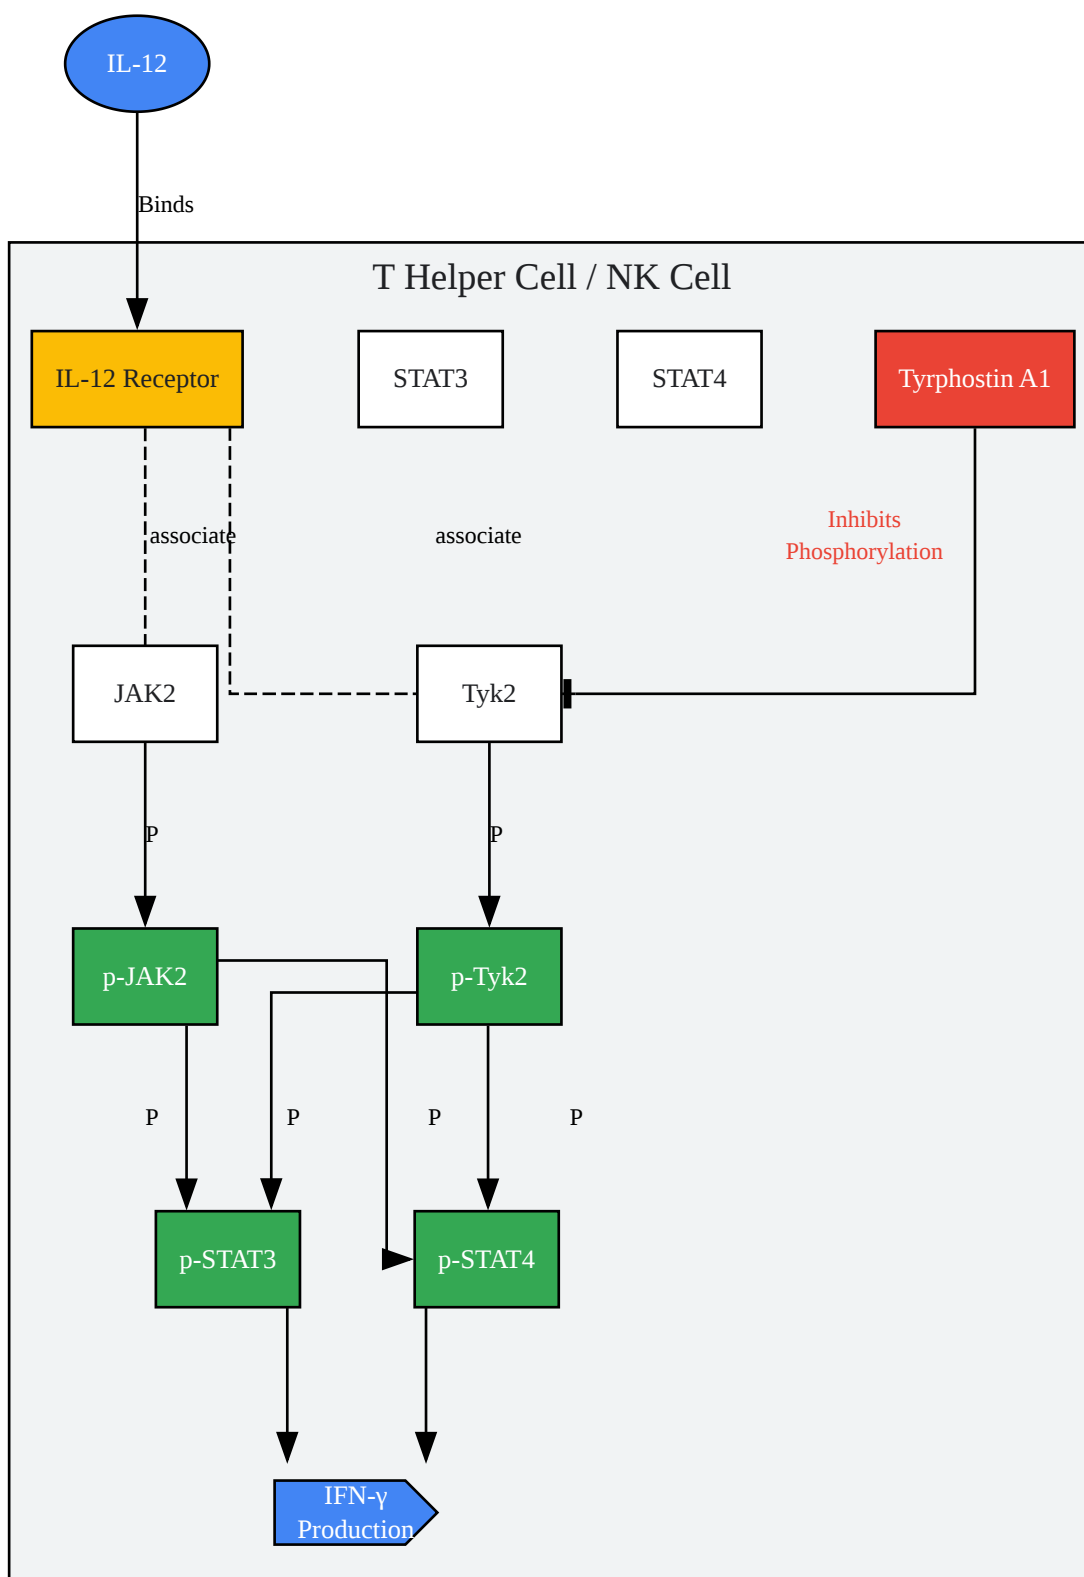 IL-12
Binds
T Helper Cell / NK Cell
IL-12 Receptor
STAT3
STAT4
Tyrphostin A1
associate
associate
Inhibits
Phosphorylation
JAK2
Tyk2
P
P
p-JAK2
p-Tyk2
P
P
P
P
p-STAT3
p-STAT4
IFN-γ
Production